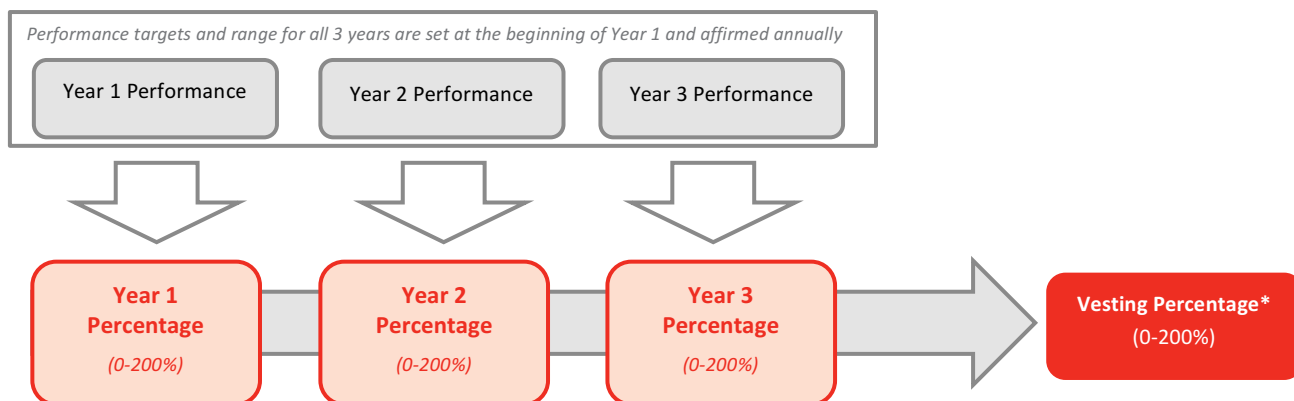 Performance targets and range for all 3 years are set at the beginning of Year 1 and affirmed annually
Year 1 Performance
Year 2 Performance
Year 3 Performance
Year 1
Percentage
(0-200%)
Year 2
Percentage
(0-200%)
Year 3
Percentage
(0-200%)
Vesting Percentage*
(0-200%)